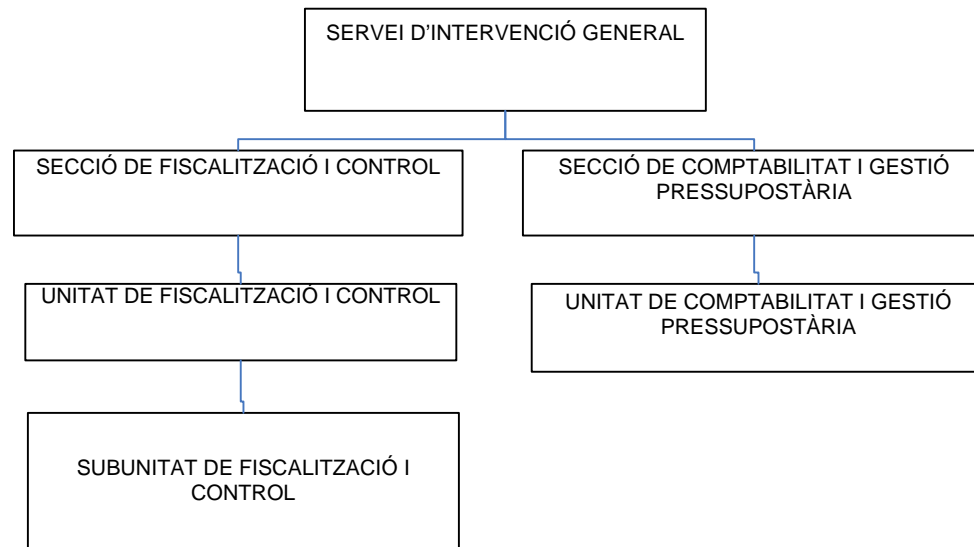 SERVEI D'INTERVENCIÓ GENERAL
SECCIÓ DE FISCALITZACIÓ I CONTROL
SECCIÓ DE COMPTABILITAT I GESTIÓ
PRESSUPOSTÀRIA
UNITAT DE FISCALITZACIÓ I CONTROL
UNITAT DE COMPTABILITAT I GESTIÓ
PRESSUPOSTÀRIA
SUBUNITAT DE FISCALITZACIÓ I
CONTROL